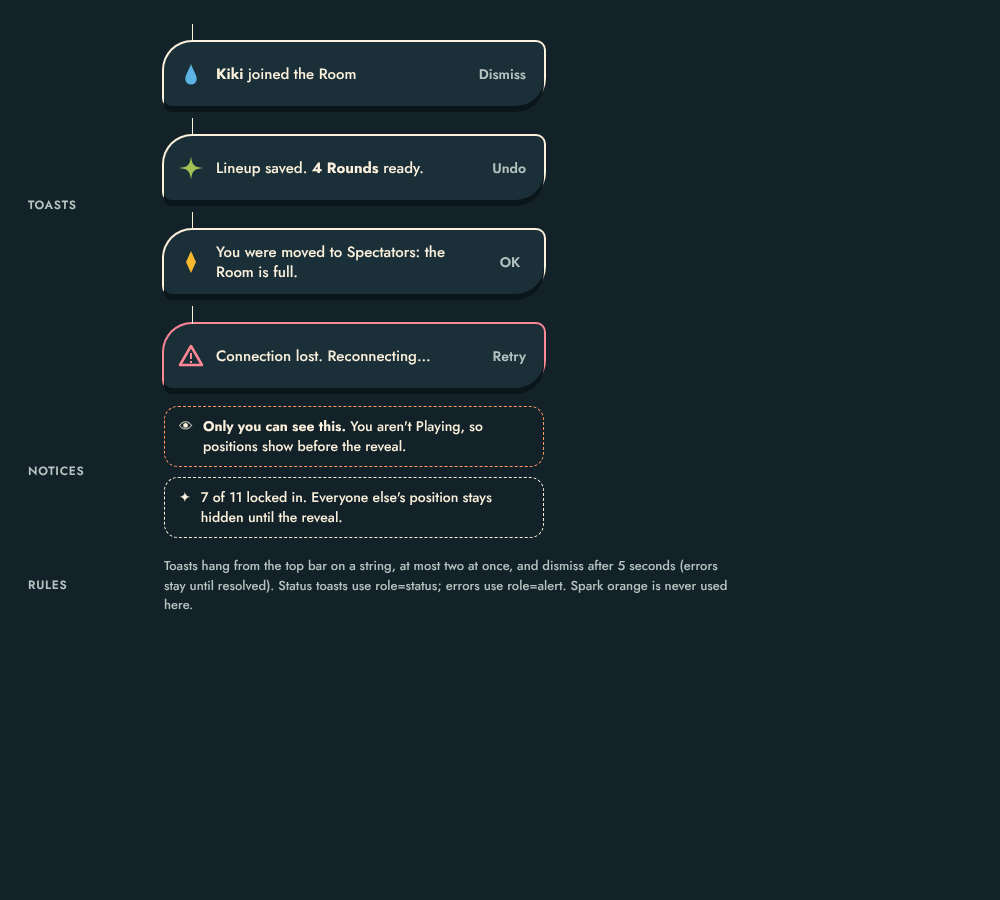 Kiki joined the Room
Dismiss
Lineup saved. 4 Rounds ready.
Undo
TOASTS
You were moved to Spectators: the
Room is full.
OK
Connection lost. Reconnecting...
Retry
Only you can see this. You aren't Playing, so
positions show before the reveal.
NOTICES
7 of 11 locked in. Everyone else's position stays
hidden until the reveal.
RULES
Toasts hang from the top bar on a string, at most two at once, and dismiss after 5 seconds (errors
stay until resolved). Status toasts use role=status; errors use role=alert. Spark orange is never used
here.